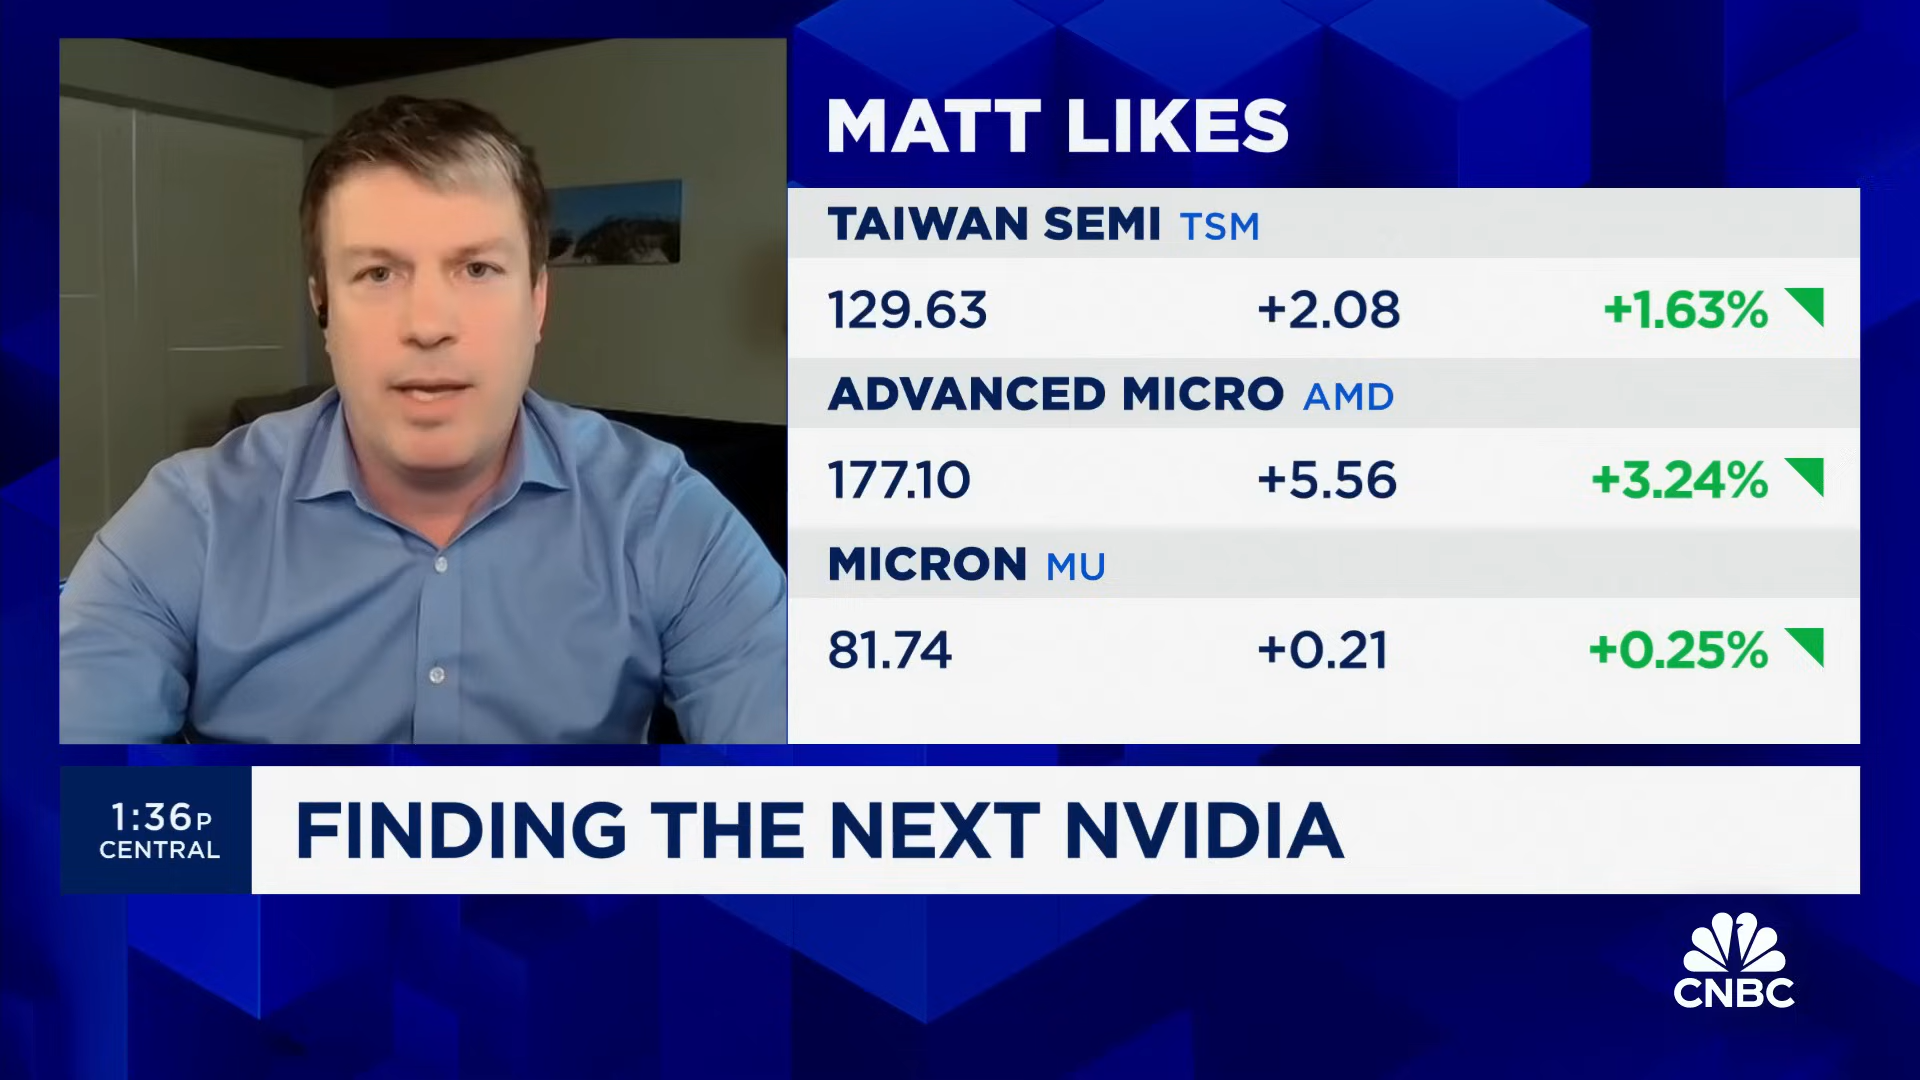 MATT LIKES
TAIWAN SEMI TSM
129.63 +2.08 +1.63%
ADVANCED MICRO AMD
177.10 +5.56 +3.24%
MICRON MU
81.74 +0.21 +0.25%
1:36P
CENTRAL
FINDING THE NEXT NVIDIA
CNBC